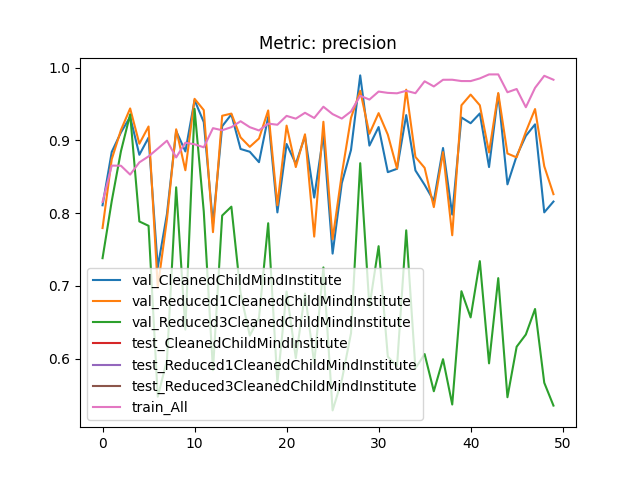 Metric: precision
1.0
0.9
0.8
0.7
0.6
val_CleanedChildMindInstitute
val_Reduced1CleanedChildMindInstitute
val_Reduced3CleanedChildMindInstitute
test_CleanedChildMindInstitute
test_Reduced1CleanedChildMindInstitute
test_Reduced3CleanedChildMindInstitute
train_All
0 10 20 30 40 50